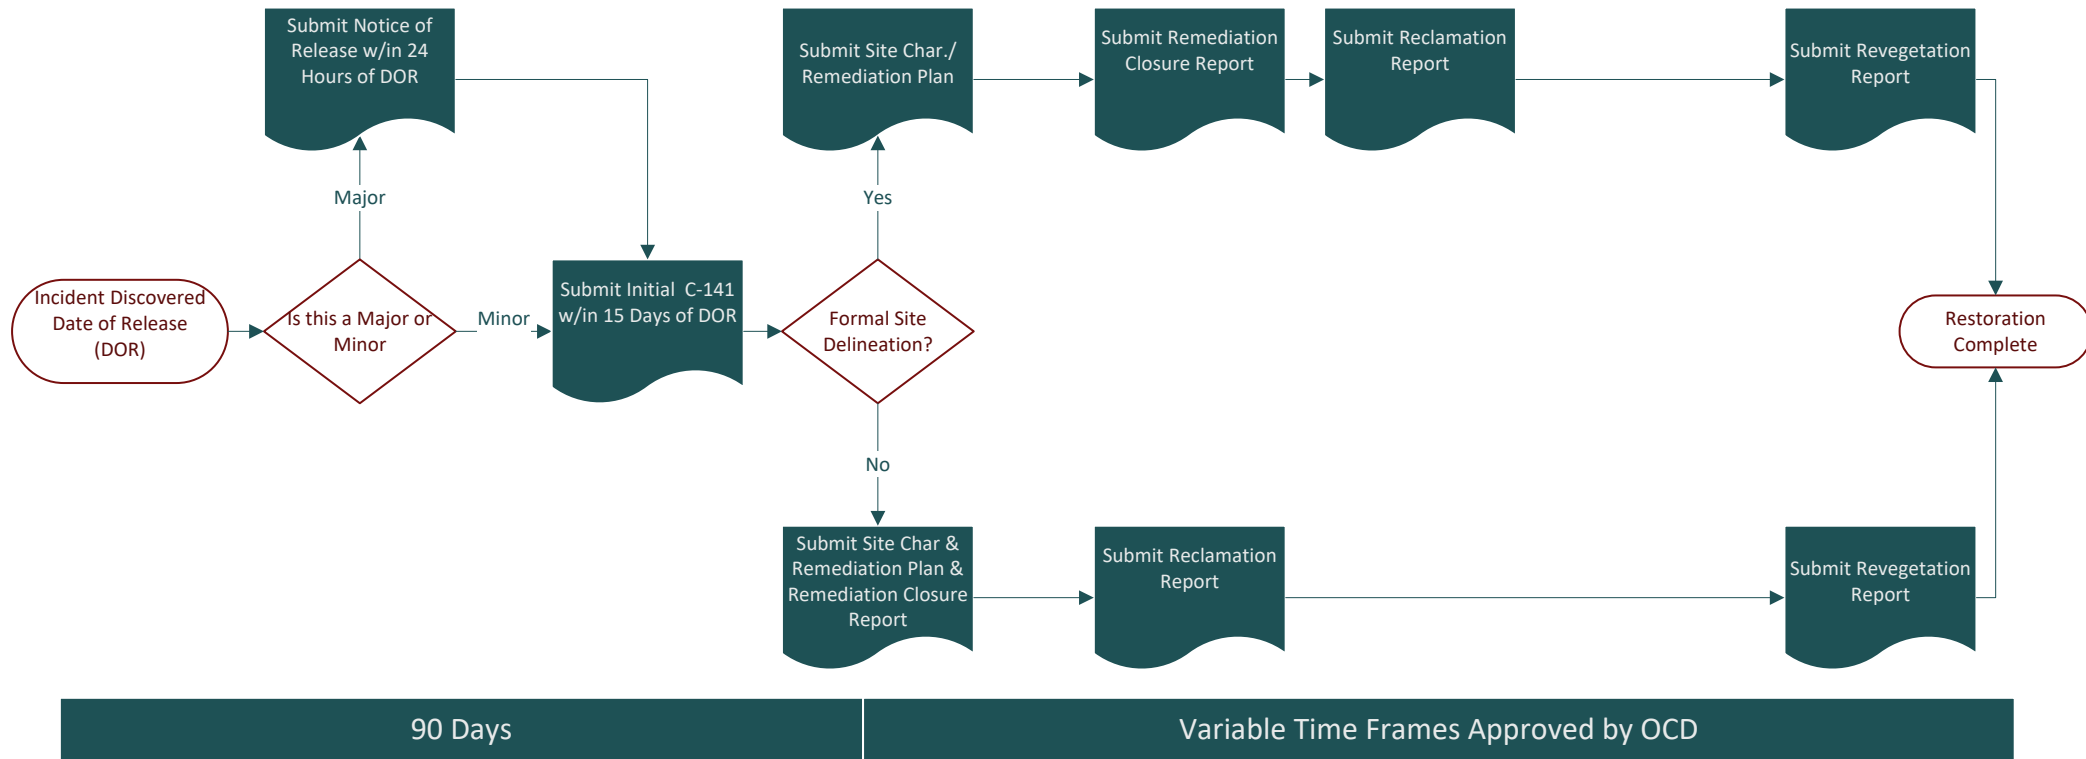 Submit Notice of
Release w/in 24
Hours of DOR
Submit Site Char./
Remediation Plan
Submit Remediation
Closure Report
Submit Reclamation
Report
Submit Revegetation
Report
Major
Yes
Incident Discovered
Date of Release
(DOR)
Is this a Major or
Minor
Minor
Submit Initial  C-141
w/in 15 Days of DOR
Formal Site
Delineation?
Restoration
Complete
No
Submit Site Char &
Remediation Plan &
Remediation Closure
Report
Submit Reclamation
Report
Submit Revegetation
Report
90 Days
Variable Time Frames Approved by OCD